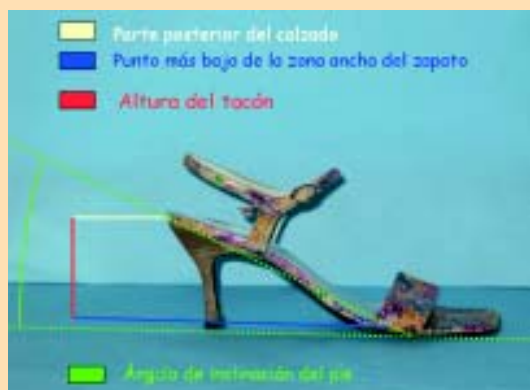 Parte posterior del calzado
Punto más bajo de la zona ancho del zapato
Altura del tacón
Ángulo de inclinación del pie